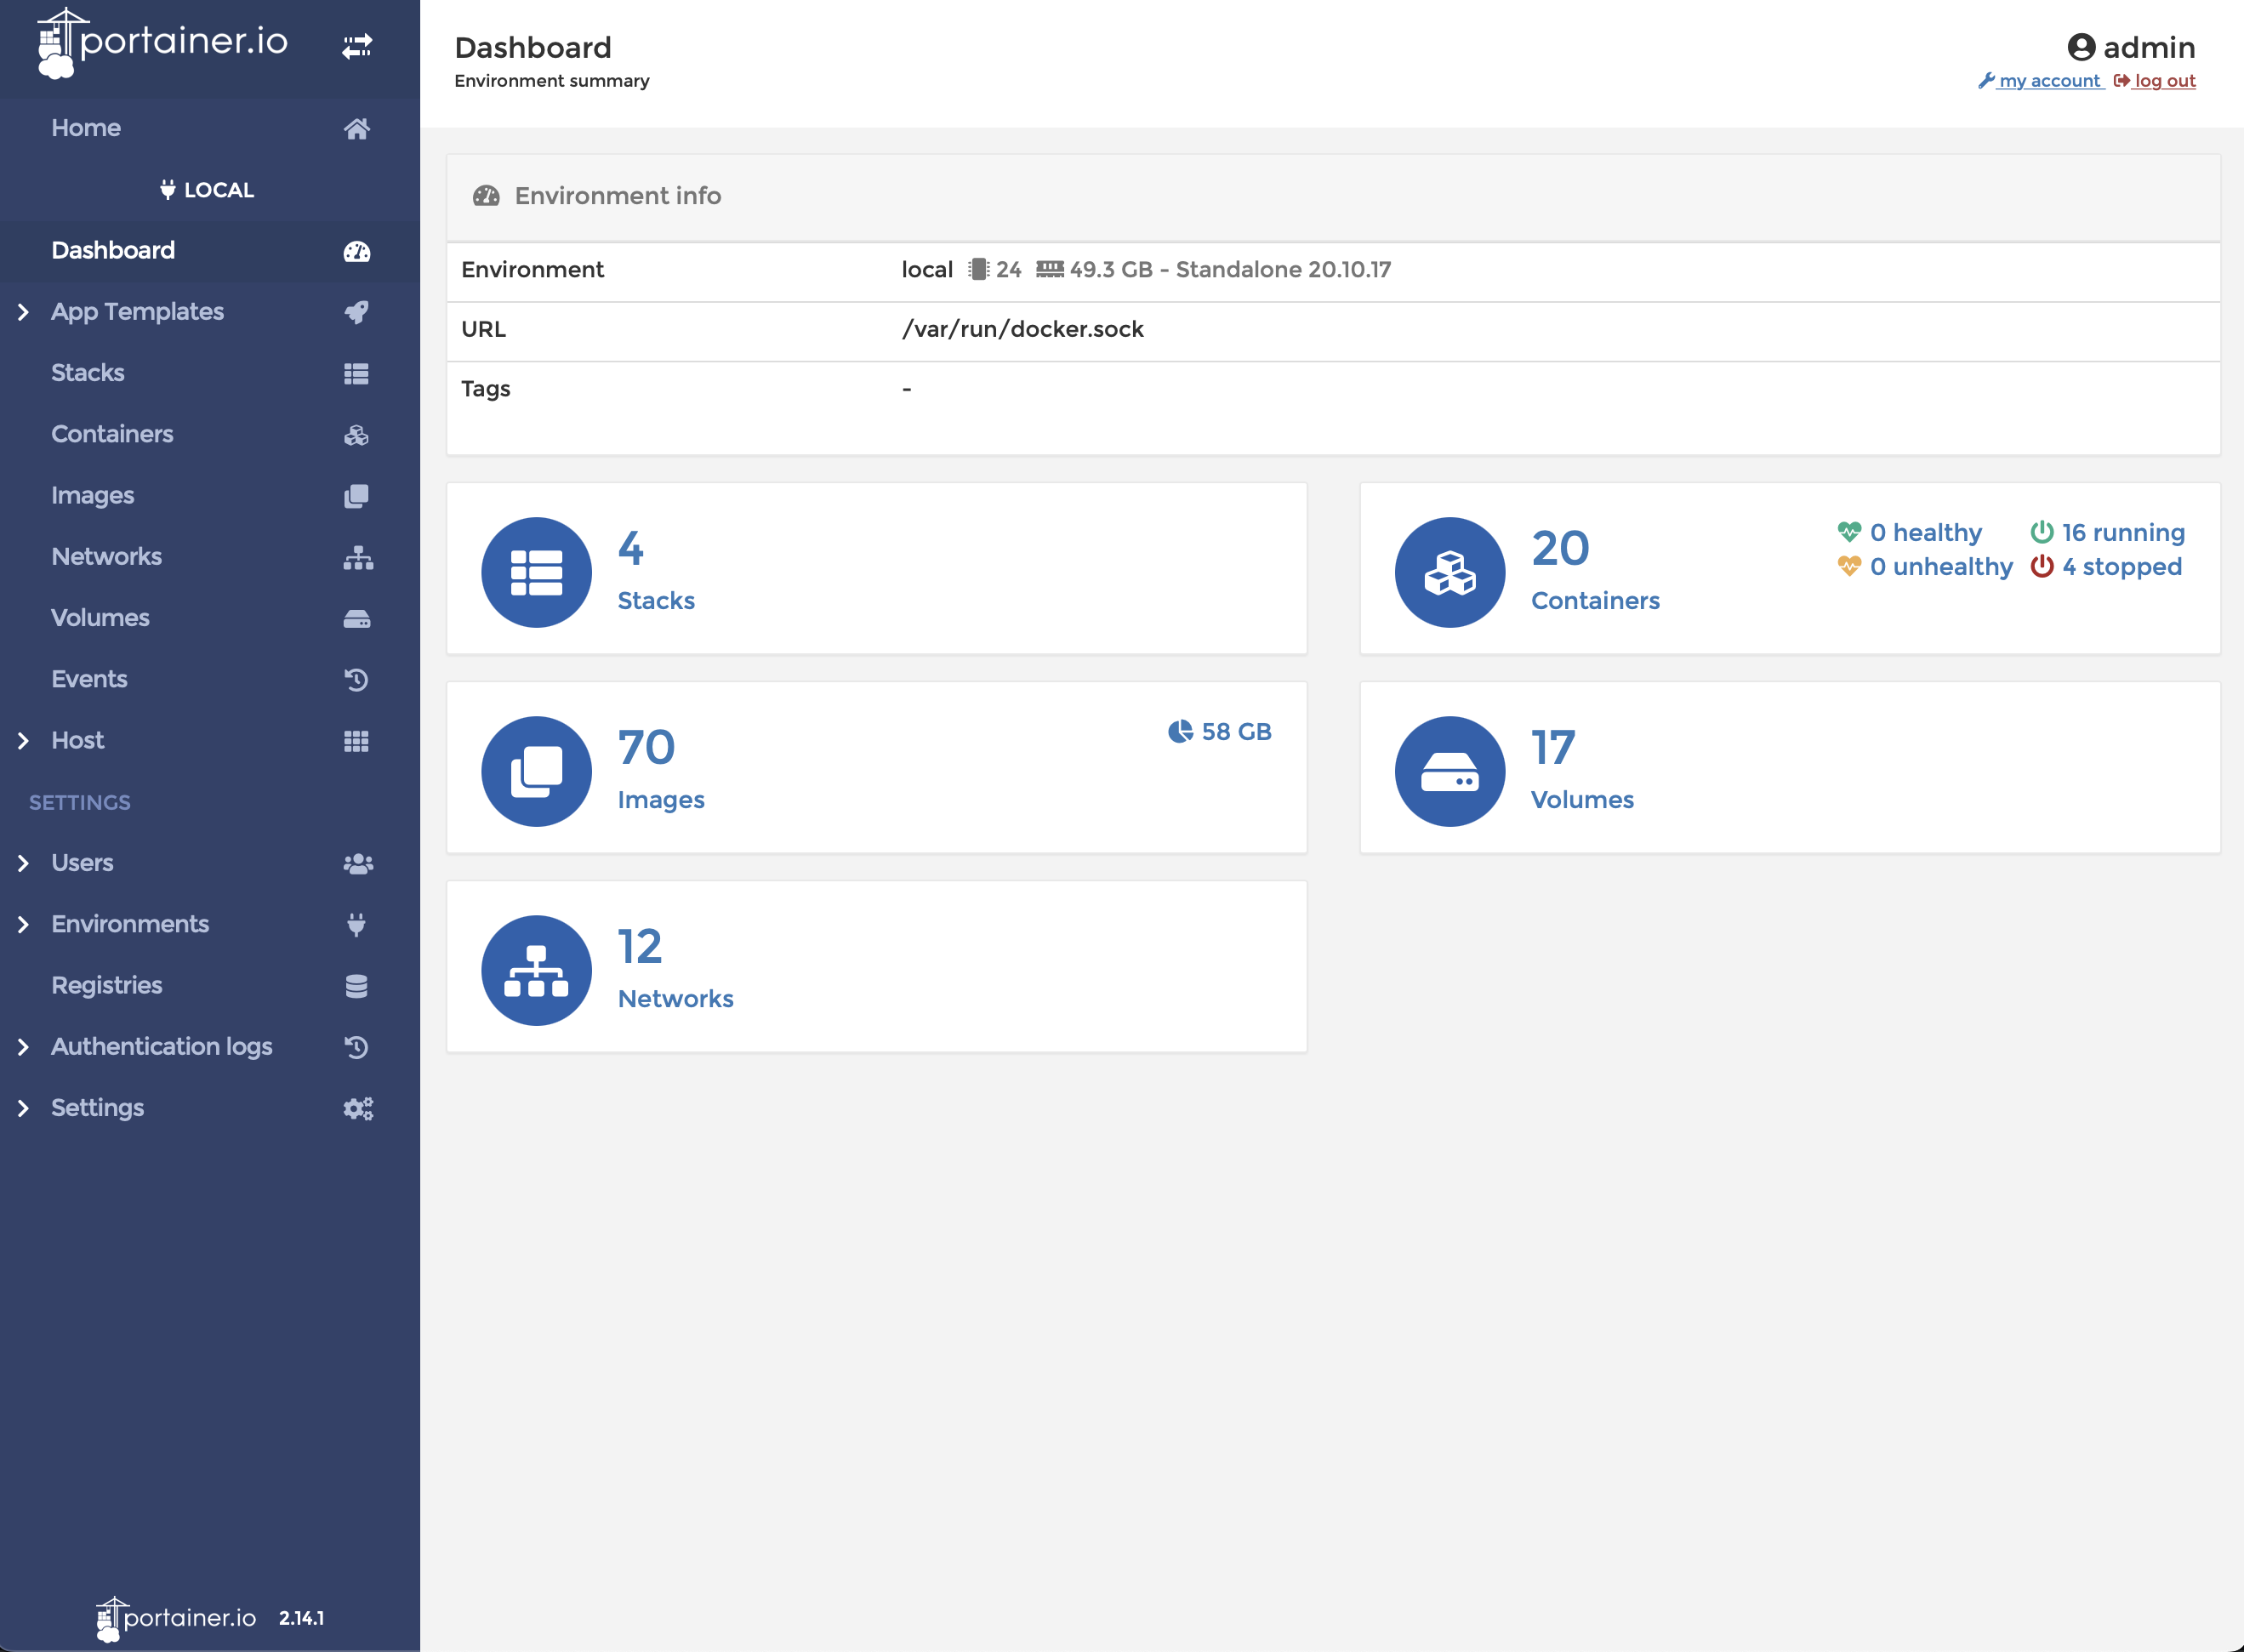 portainer.io
Home
LOCAL
Dashboard
App Templates
Stacks
Containers
Images
Networks
Volumes
Events
Host
SETTINGS
Users
Environments
Registries
Authentication logs
Settings
portainer.io 2.14.1
Dashboard
Environment summary
admin
my account log out
Environment info
Environment local 24 49.3 GB - Standalone 20.10.17
URL /var/run/docker.sock
Tags -
4
Stacks
20
Containers
0 healthy 16 running
0 unhealthy 4 stopped
70
Images
58 GB
17
Volumes
12
Networks